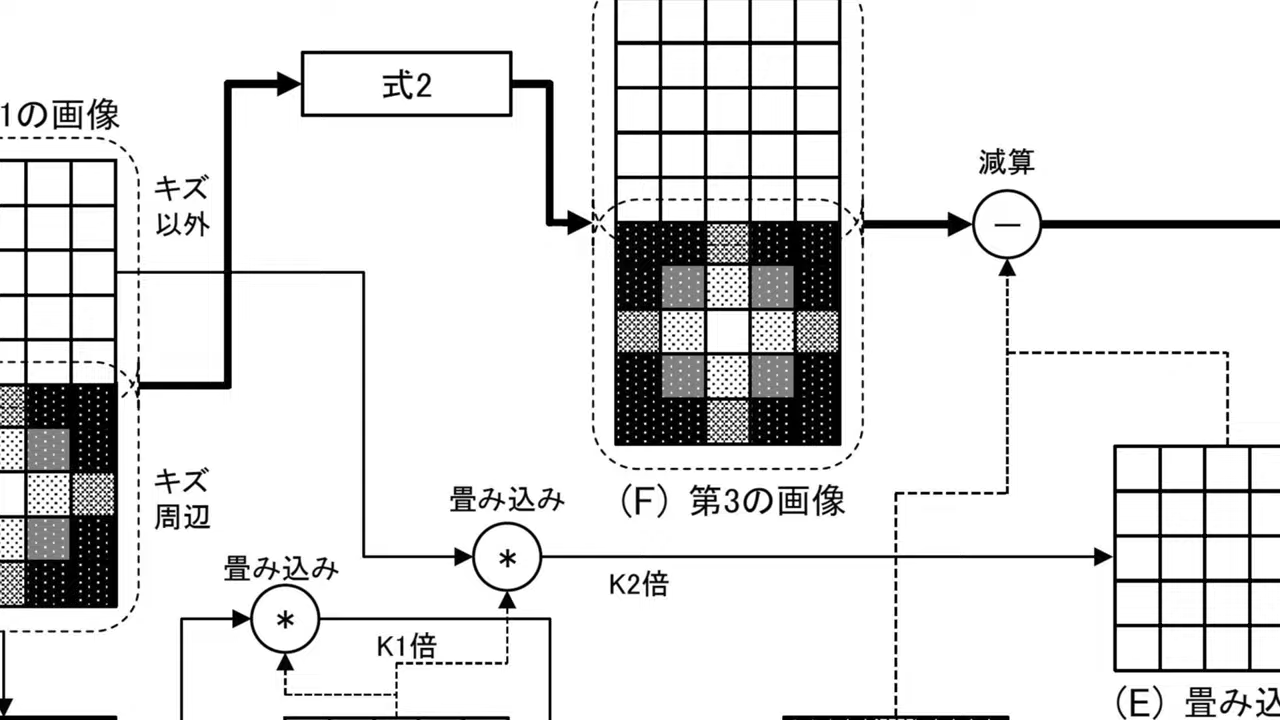 式2
1の画像
減算
キズ
以外
キズ
周辺
(F) 第3の画像
畳み込み
*
K2倍
畳み込み
*
K1倍
(E) 畳み込